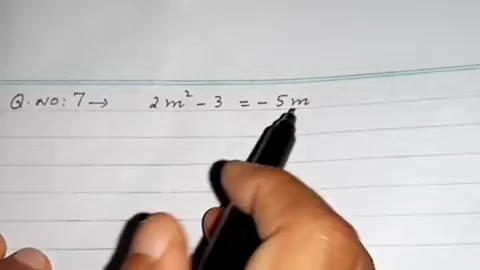 Q.NO: 7→ 2m² - 3 = - 5m